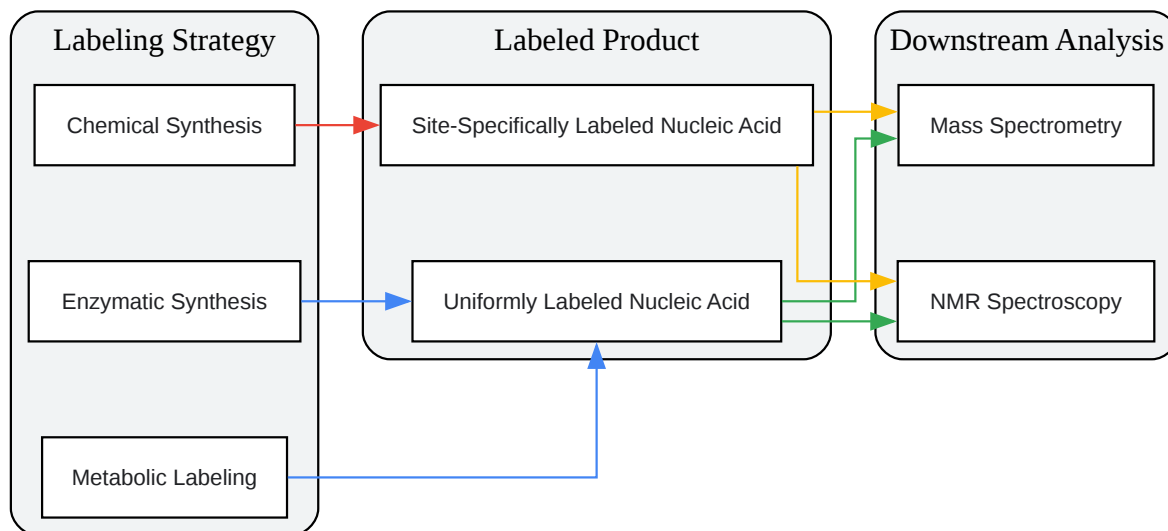 Labeling Strategy
Labeled Product
Downstream Analysis
Chemical Synthesis
Site-Specifically Labeled Nucleic Acid
Mass Spectrometry
Enzymatic Synthesis
Uniformly Labeled Nucleic Acid
NMR Spectroscopy
Metabolic Labeling